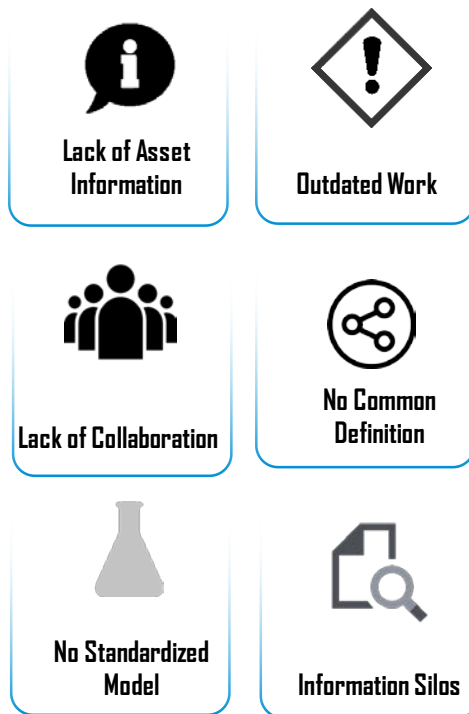 Lack of Asset
Information
Outdated Work
Lack of Collaboration
No Common
Definition
No Standardized
Model
Information Silos